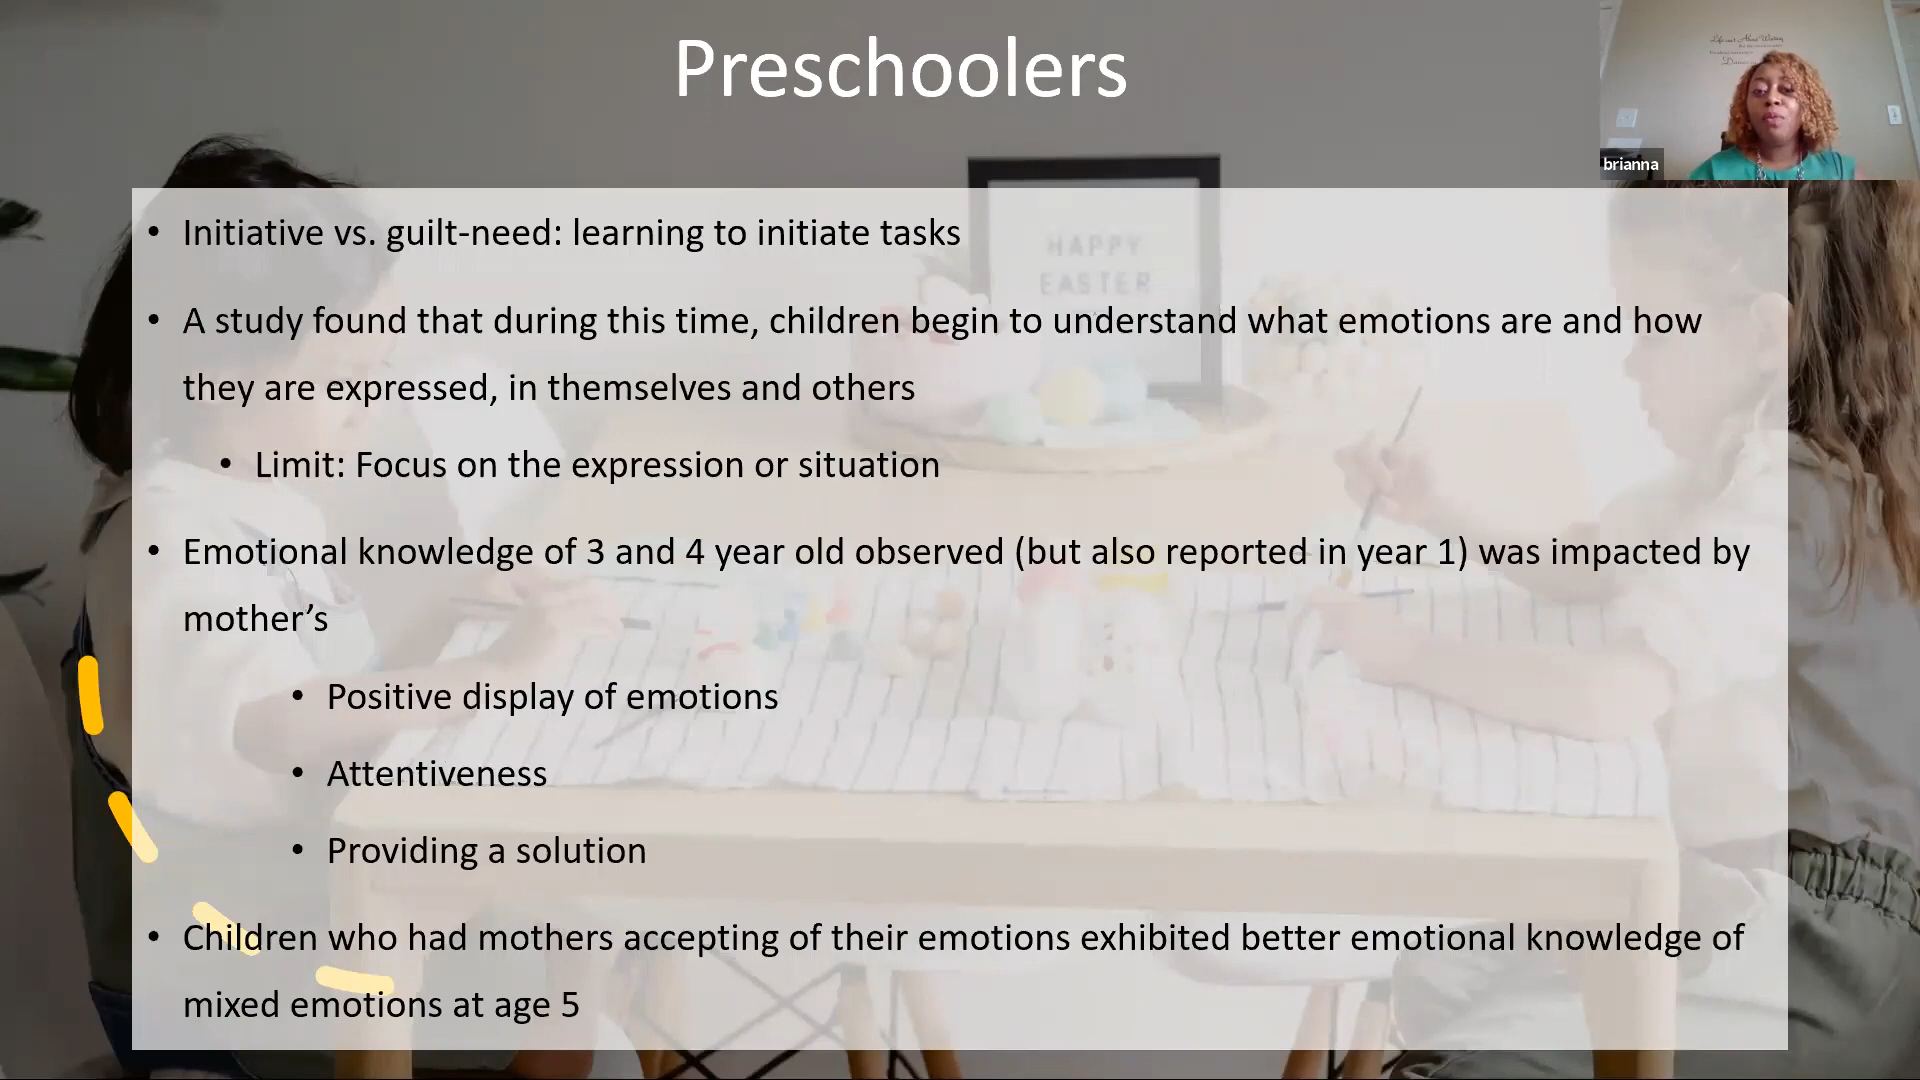 Preschoolers
brianna
• Initiative vs. guilt-need: learning to initiate tasks
HAPPY
EASTER
• A study found that during this time, children begin to understand what emotions are and how
they are expressed, in themselves and others
• Limit: Focus on the expression or situation
• Emotional knowledge of 3 and 4 year old observed (but also reported in year 1) was impacted by
mother’s
• Positive display of emotions
• Attentiveness
• Providing a solution
• Children who had mothers accepting of their emotions exhibited better emotional knowledge of
mixed emotions at age 5